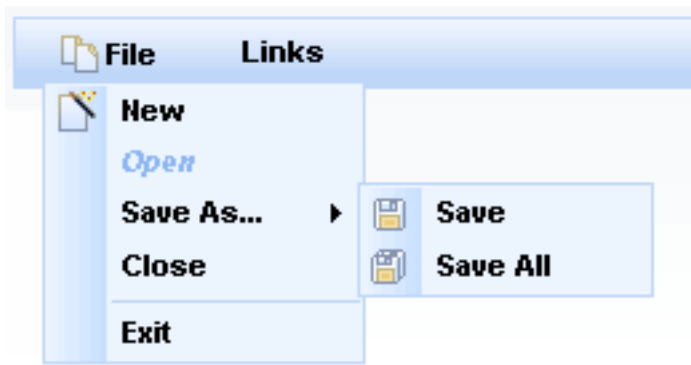 File Links
New
Open
Save As...
Save
Close
Save All
Exit